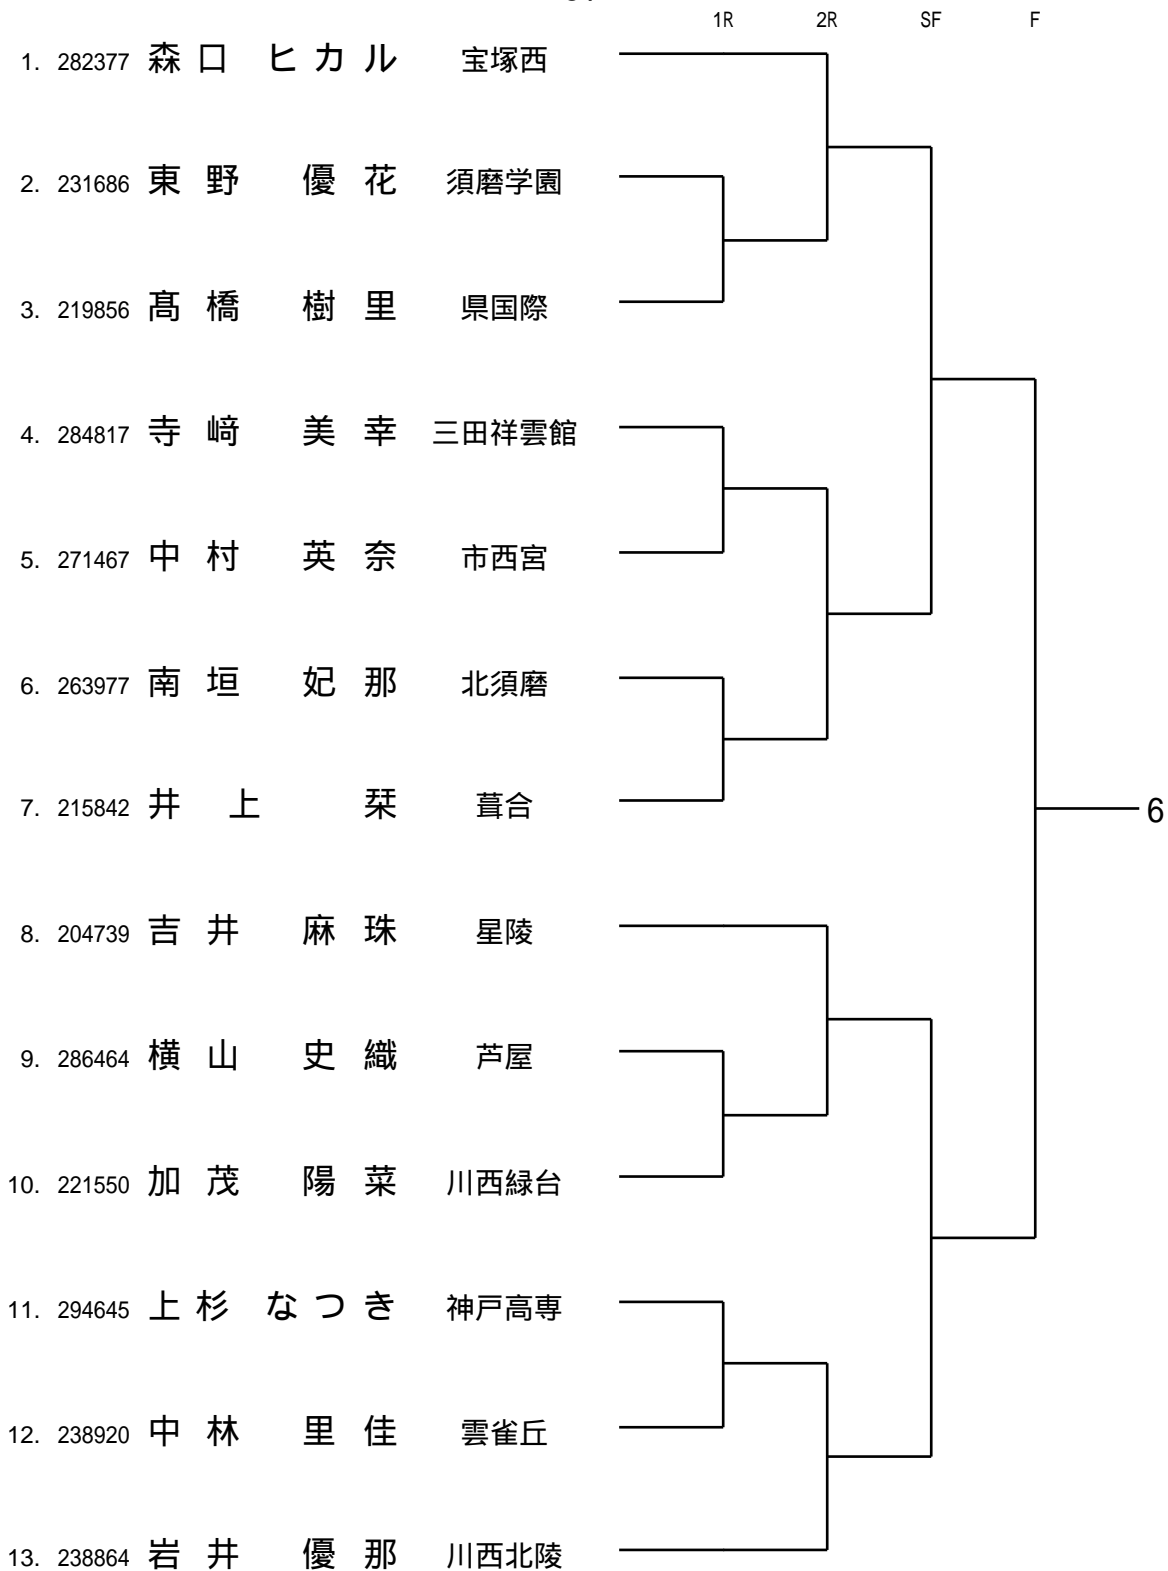 1R 2R SF F
1. 282377 森口 ヒカル 宝塚西
2. 231686 東野 優花 須磨学園
3. 219856 髙橋 樹里 県国際
4. 284817 寺﨑 美幸 三田祥雲館
5. 271467 中村 英奈 市西宮
6. 263977 南垣 妃那 北須磨
7. 215842 井上 栞 葺合
6
8. 204739 吉井 麻珠 星陵
9. 286464 横山 史織 芦屋
10. 221550 加茂 陽菜 川西緑台
11. 294645 上杉 なつき 神戸高専
12. 238920 中林 里佳 雲雀丘
13. 238864 岩井 優那 川西北陵